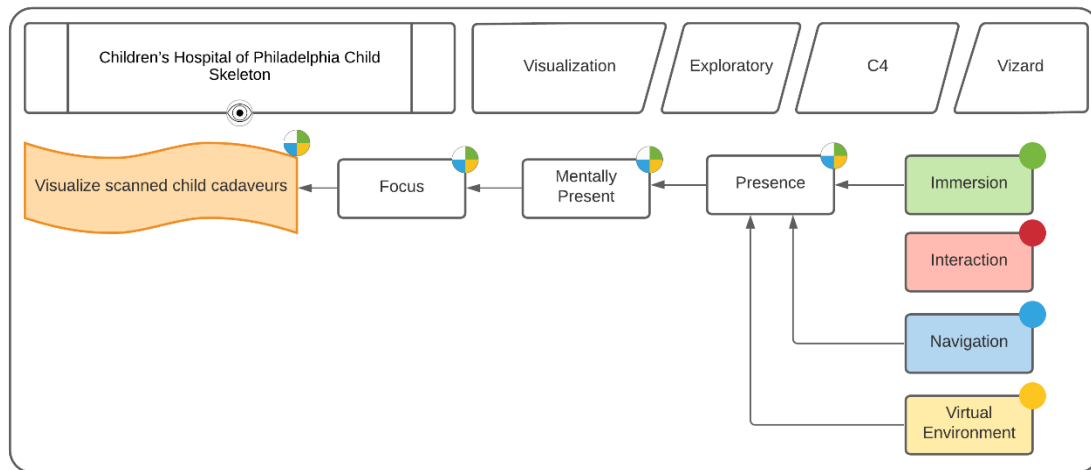 Children's Hospital of Philadelphia Child
Skeleton
Visualization
Exploratory
C4
Vizard
Visualize scanned child cadaveurs
Focus
Mentally
Present
Presence
Immersion
Interaction
Navigation
Virtual
Environment